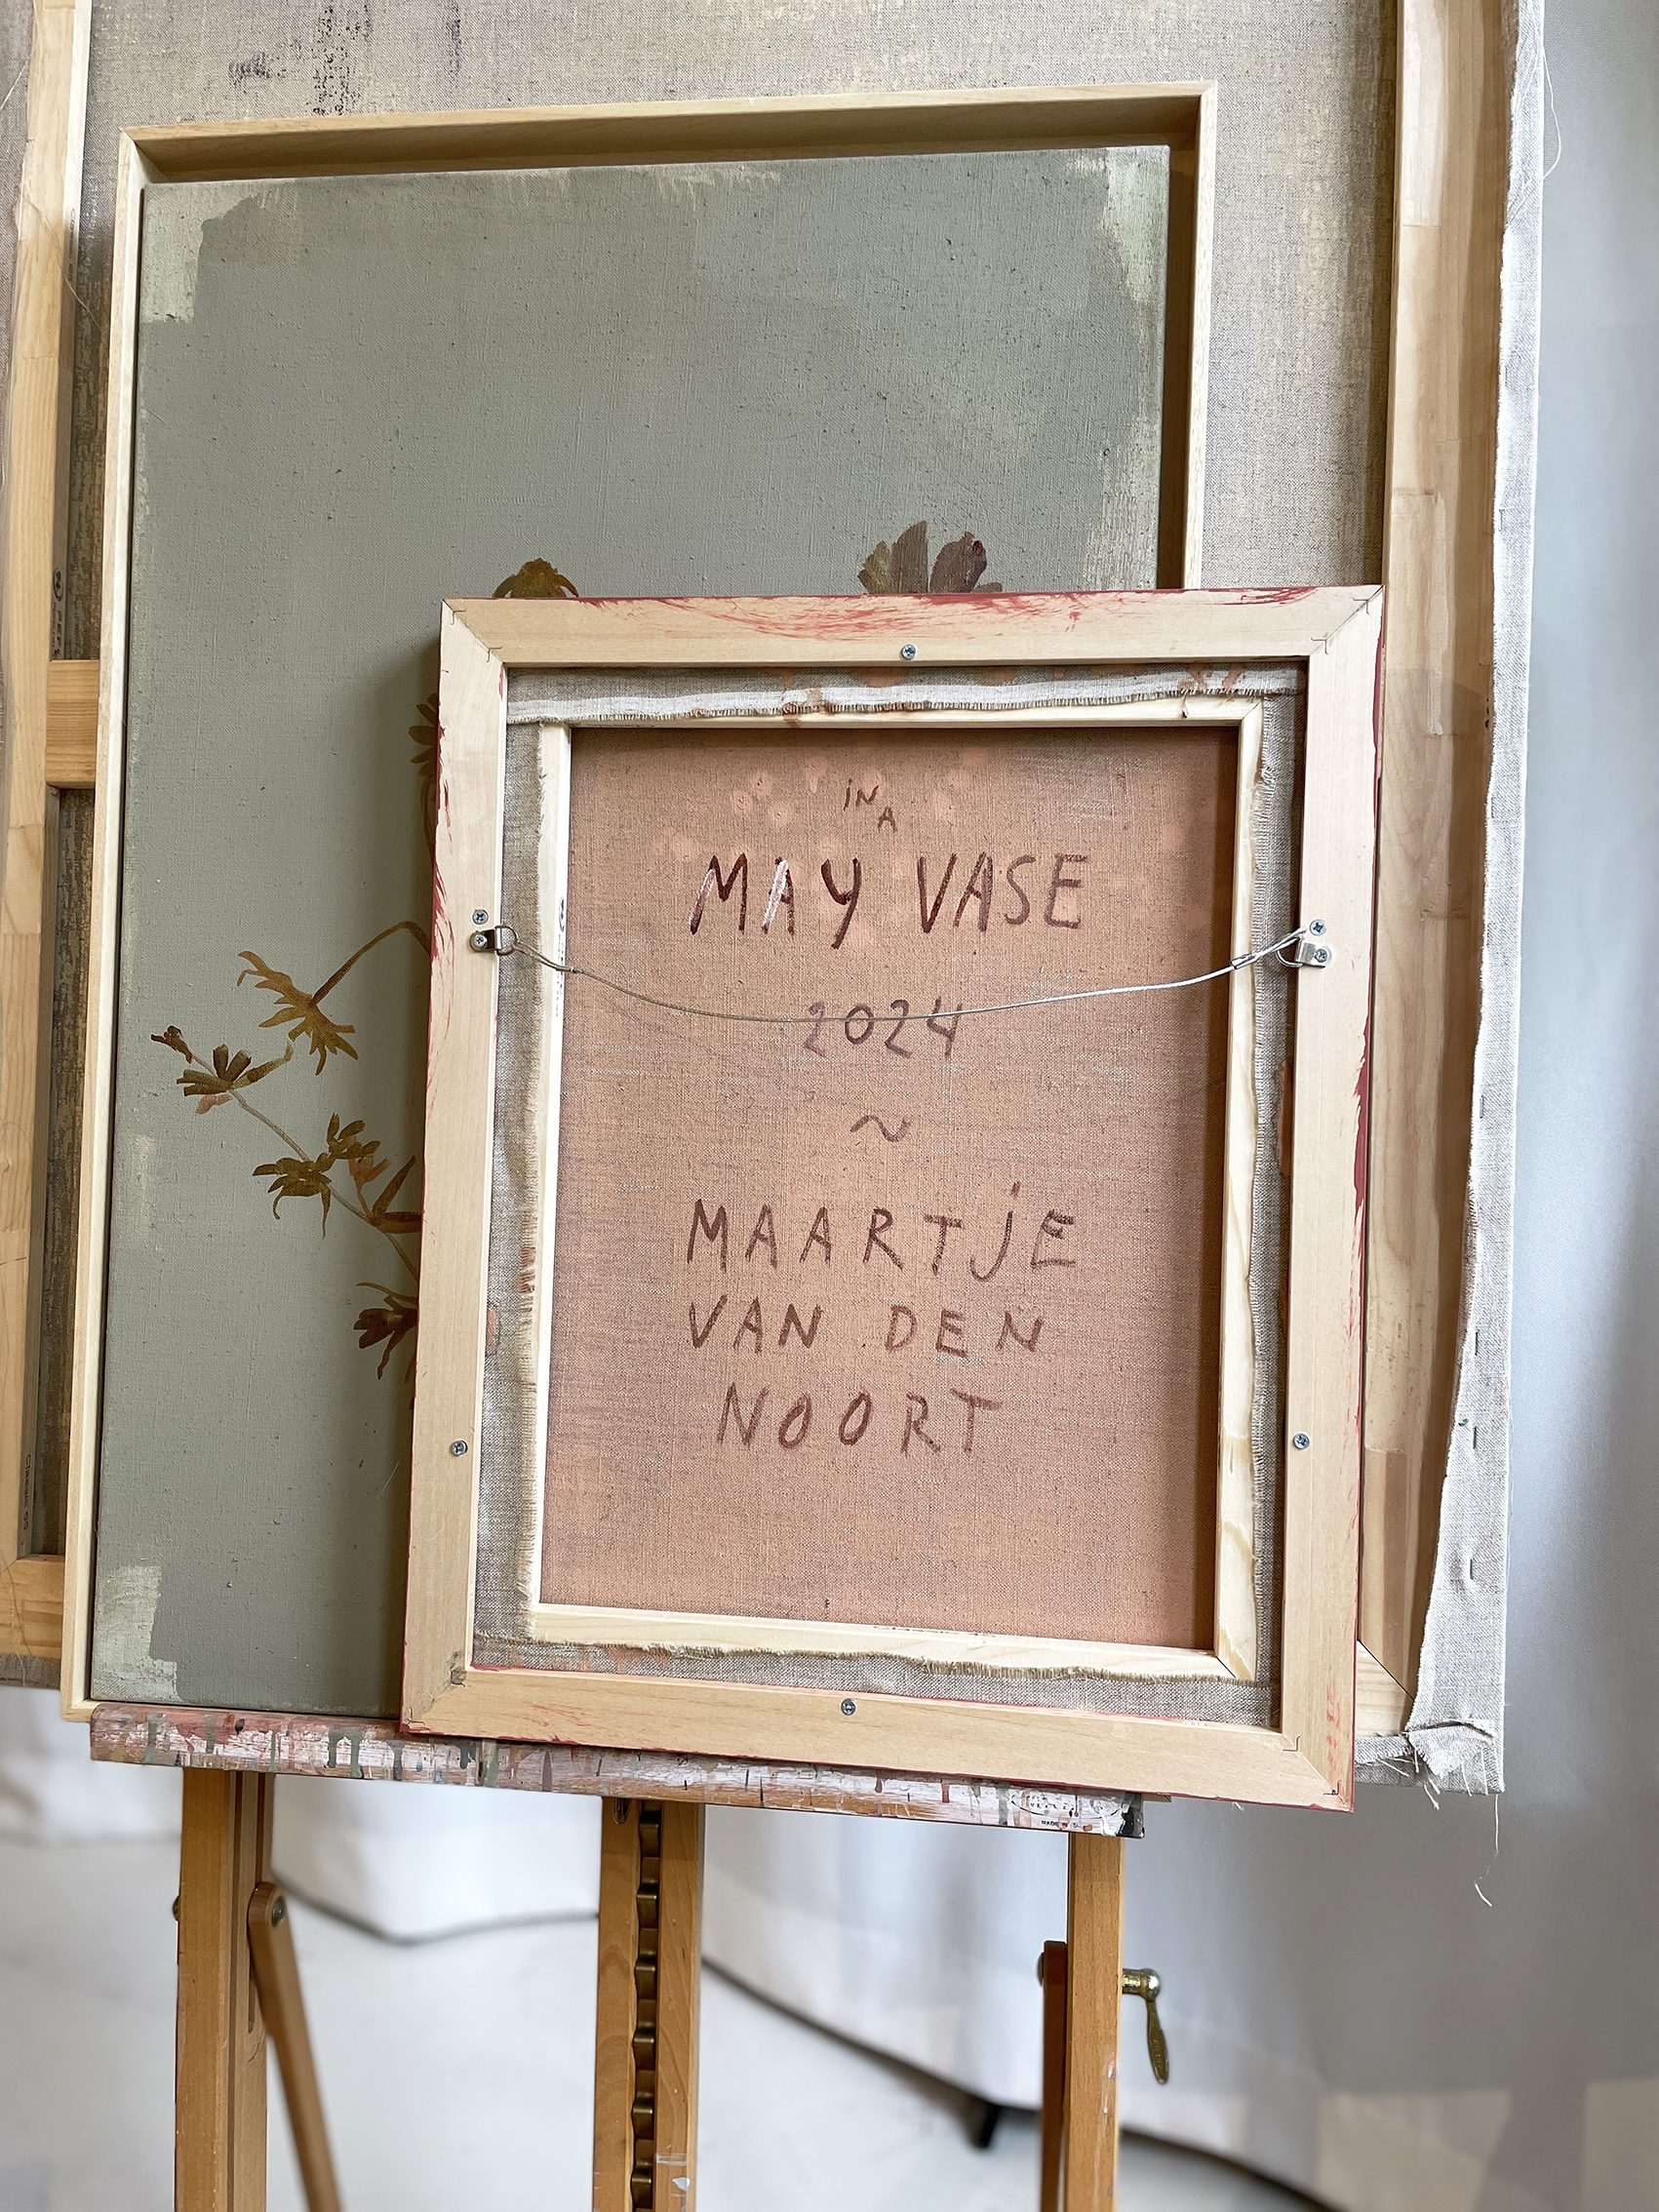 iN
A
MAY VASE
2024
~
MAARTjE
VAN DEN
NOORT